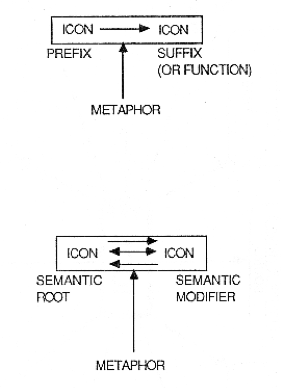 ICON ICON
PREFIX SUFFIX
(OR FUNCTION)
METAPHOR
ICON ICON
SEMANTIC SEMANTIC
ROOT MODIFIER
METAPHOR